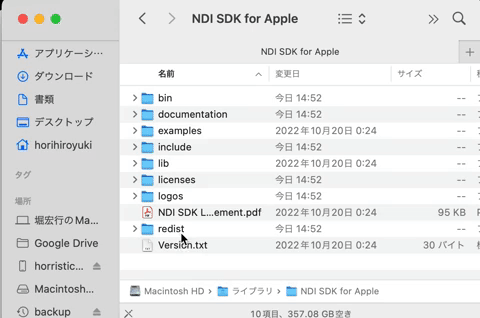 NDI SDK for Apple
NDI SDK for Apple
アプリケーシ…
ダウンロード
書類
デスクトップ
horihiroyuki
タグ
場所
堀宏行のMa…
Google Drive
horristic…
Macintosh…
backup
名前 変更日 サイズ
bin 今日 14:52 --
documentation 今日 14:52 --
examples 2022年10月20日 0:24 --
include 今日 14:52 --
lib 2022年10月20日 0:24 --
licenses 今日 14:52 --
logos 今日 14:52 --
NDI SDK L...ement.pdf 2022年10月20日 0:24 95 KB
redist 今日 14:52 --
Version.txt 2022年10月20日 0:24 30 バイト
Macintosh HD › ライブラリ › NDI SDK for Apple
10項目、357.08 GB空き